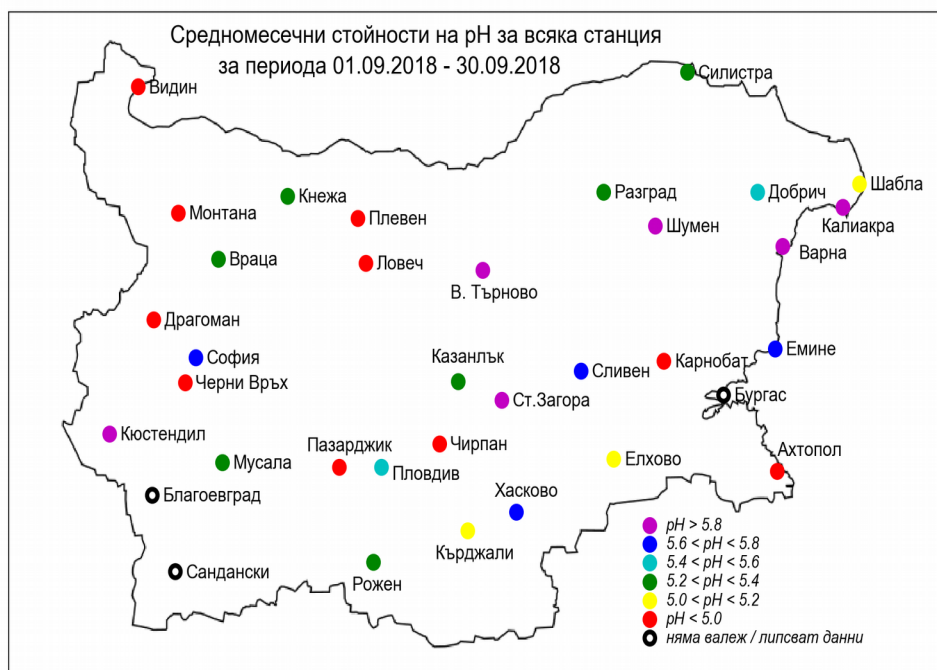 Средномесечни стойности на pH за всяка станция
за периода 01.09.2018 - 30.09.2018
Силистра
Видин
Шабла
Кнежа
Разград
Добрич
Монтана
Плевен
Калиакра
Шумен
Варна
Враца
Ловеч
В. Търново
Драгоман
Емине
София
Казанлък
Карнобат
Сливен
Черни Връх
Бургас
Ст.Загора
Кюстендил
Чирпан
Пазарджик
Ахтопол
Мусала
Елхово
Пловдив
Благоевград
Хасково
Кърджали
Сандански
Рожен
pH > 5.8
5.6 < pH < 5.8
5.4 < pH < 5.6
5.2 < pH < 5.4
5.0 < pH < 5.2
pH < 5.0
няма валеж / липсват данни